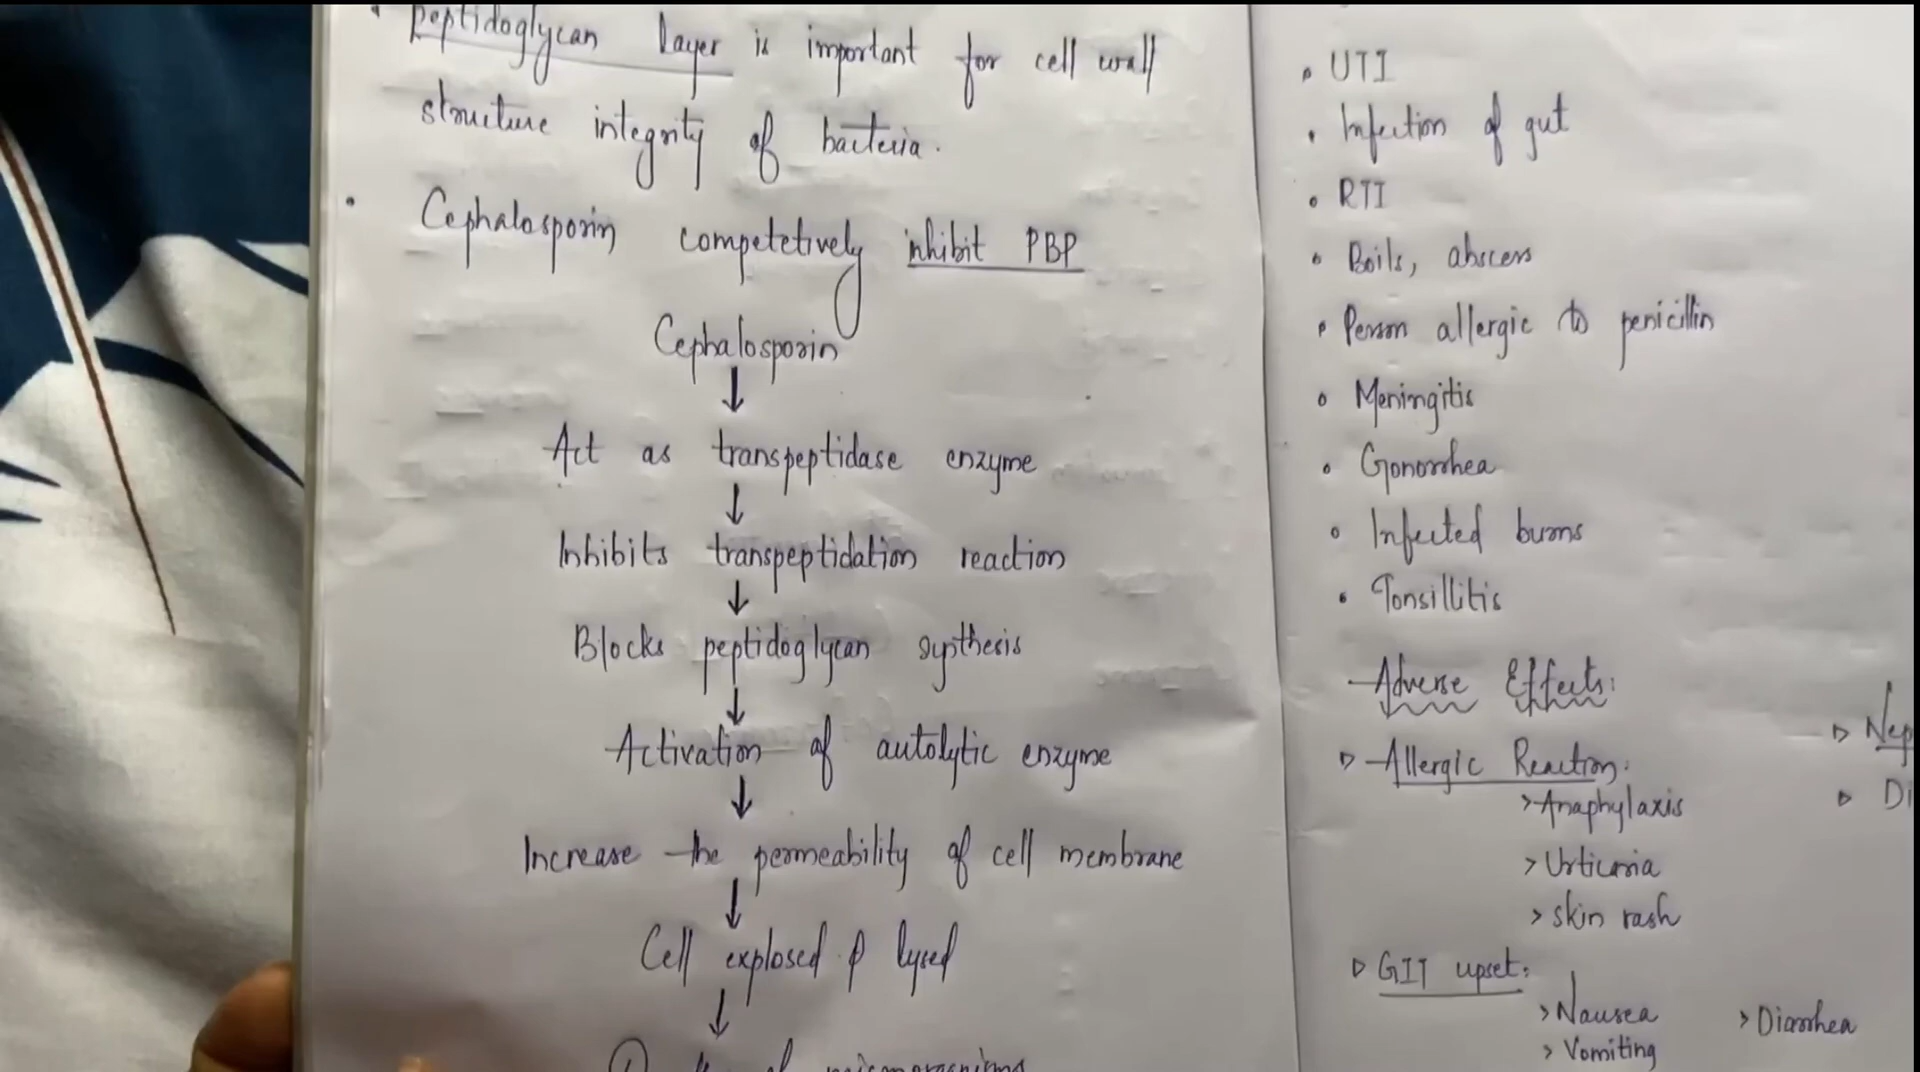 Peptidoglycan layer is important for cell wall
structure integrity of bacteria.
Cephalosporin competetively inhibit PBP
Cephalosporin
↓
Act as transpeptidase enzyme
↓
Inhibits transpeptidation reaction
↓
Blocks peptidoglycan synthesis
↓
Activation of autolytic enzyme
↓
Increase the permeability of cell membrane
↓
Cell explosed & lysed
↓
microorganisms
UTI
Infection of gut
RTI
Boils, abscess
Person allergic to penicillin
Meningitis
Gonorrhea
Infected burns
Tonsillitis
Adverse Effects:
Allergic Reaction:
> Anaphylaxis
> Urticaria
> skin rash
GIT upset:
> Nausea > Diarrhea
> Vomiting
Nep
Di